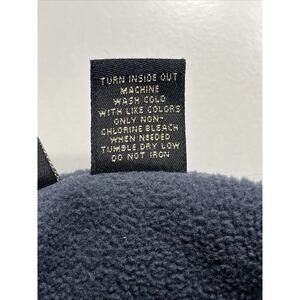 TURN INSIDE OUT
MACHINE
WASH COLD
WITH LIKE COLORS
ONLY NON-
CHLORINE BLEACH
WHEN NEEDED
TUMBLE DRY LOW
DO NOT IRON